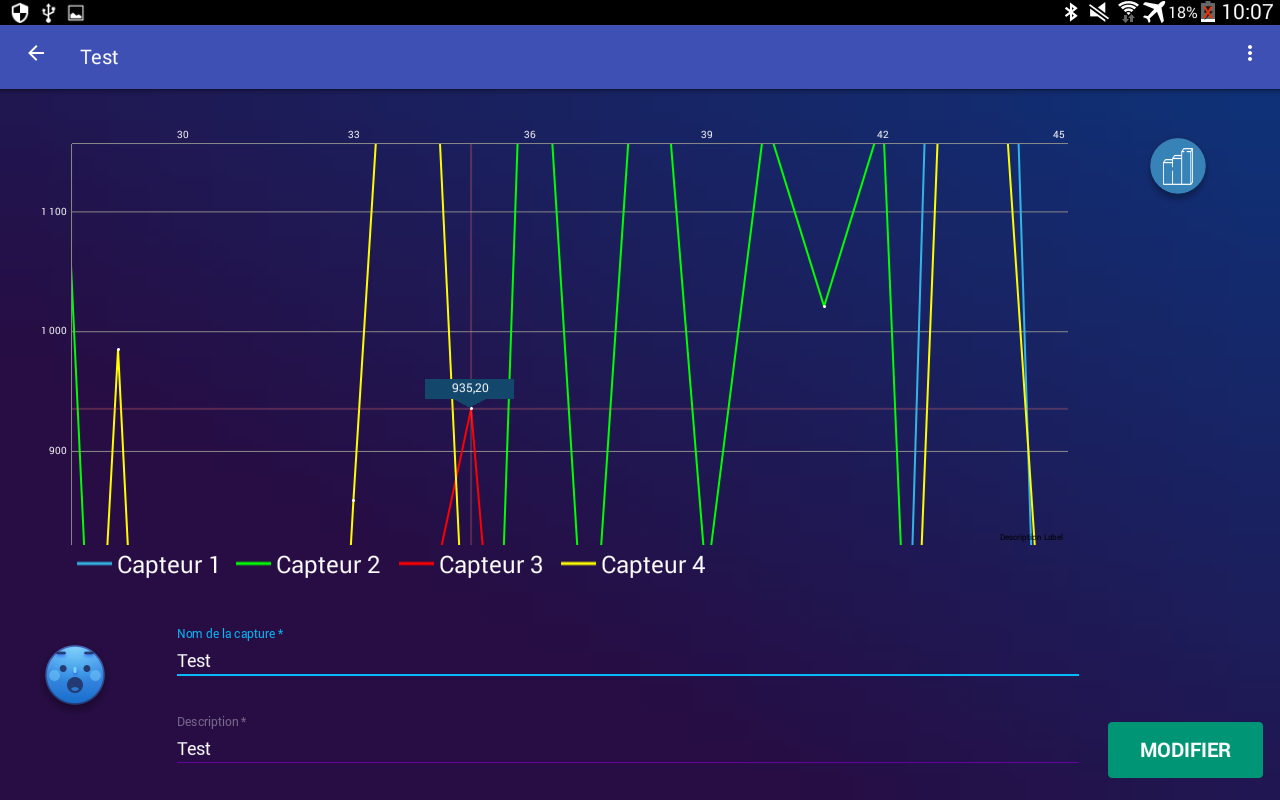 18% 10:07
Test
30 33 36 39 42 45
1 100
1 000
935,20
900
Description Label
Capteur 1 Capteur 2 Capteur 3 Capteur 4
Nom de la capture *
Test
Description *
Test
MODIFIER